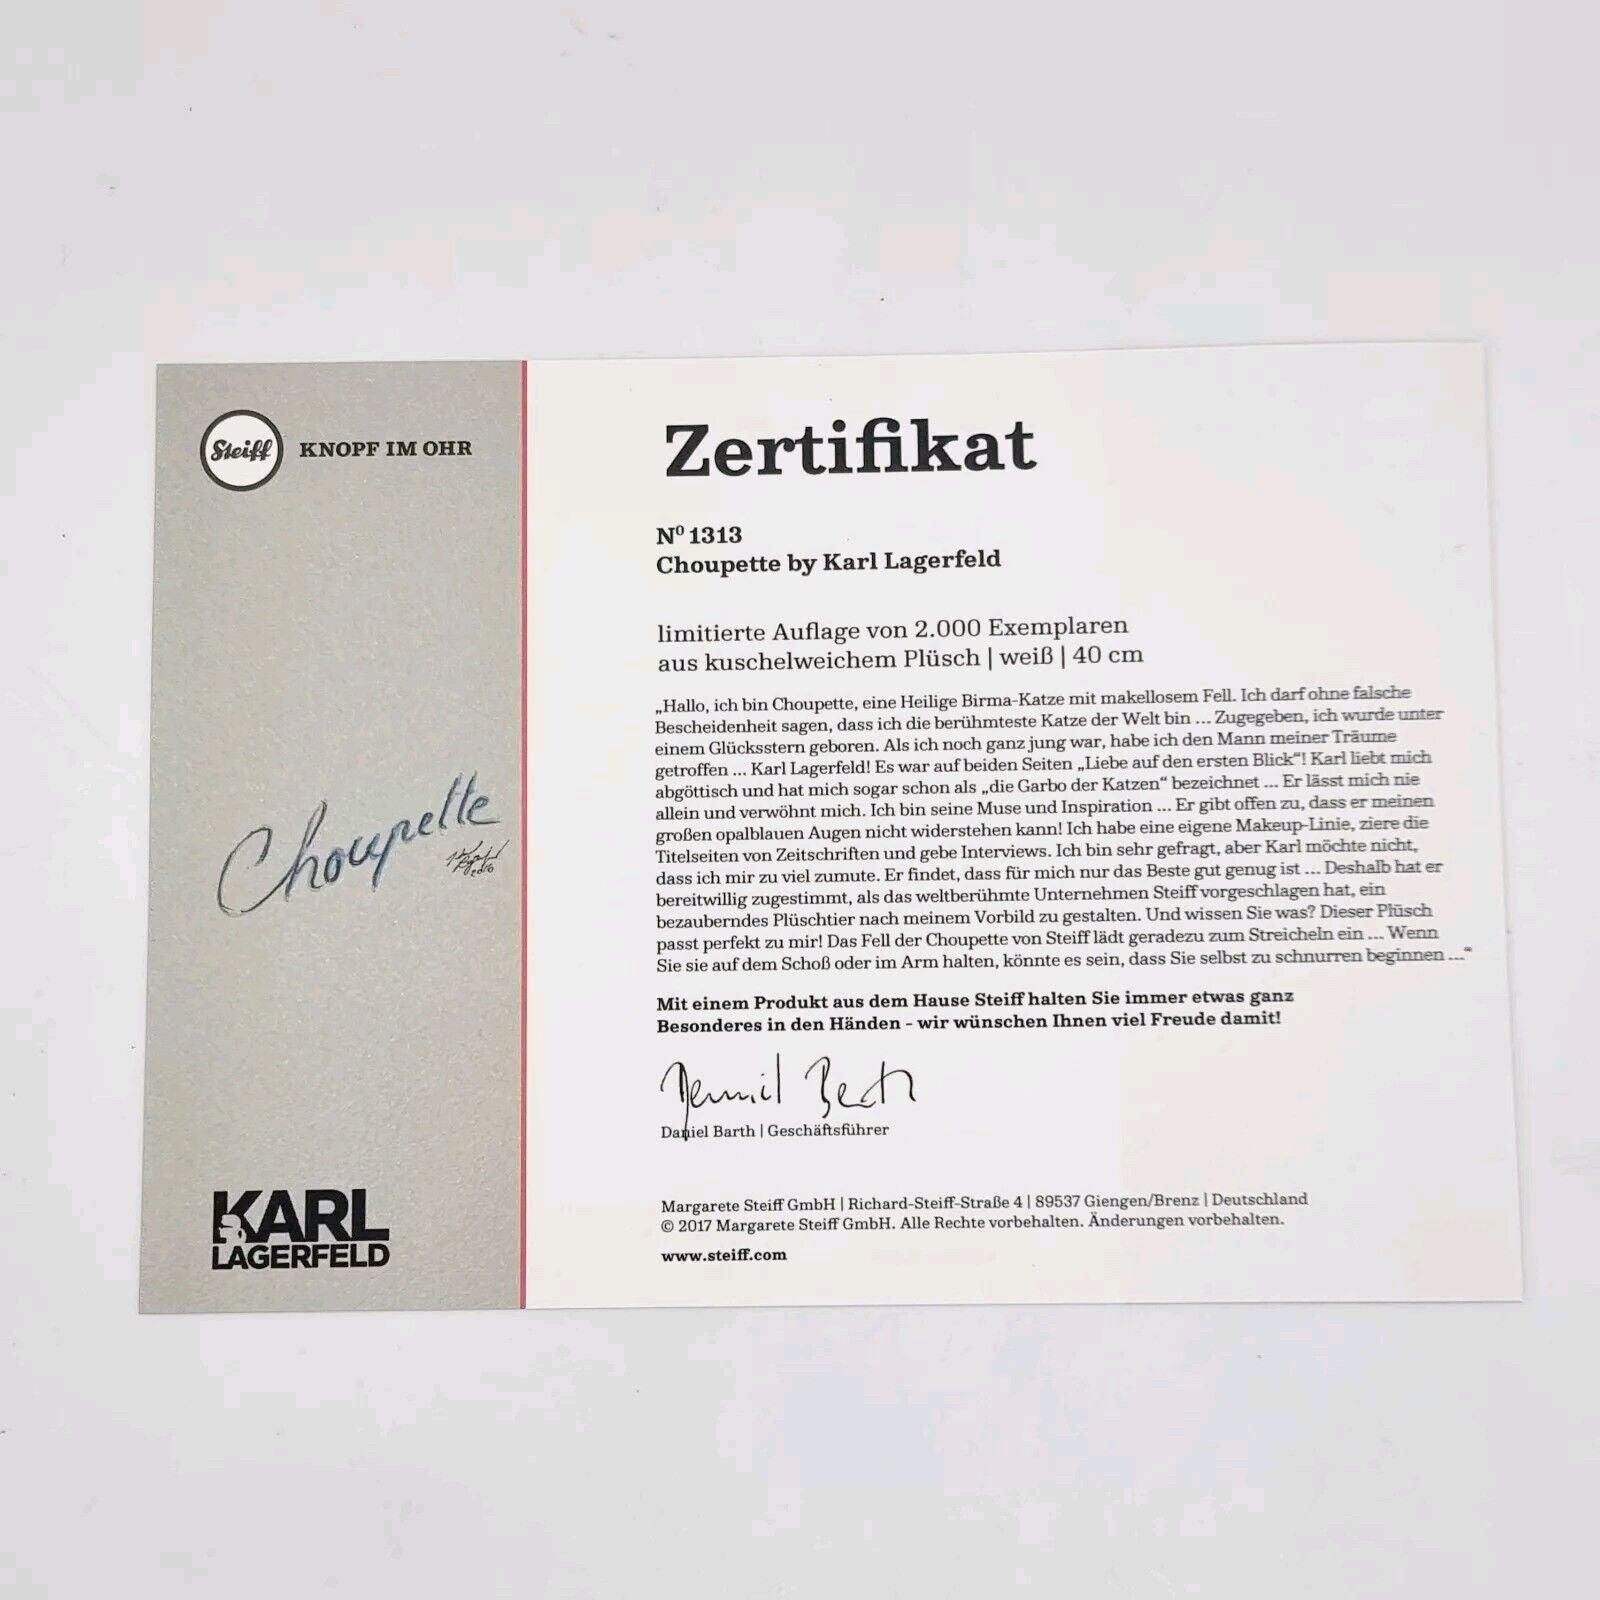 Steiff KNOPF IM OHR
Choupette
2016
KARL
LAGERFELD
Zertifikat
Nº 1313
Choupette by Karl Lagerfeld
limitierte Auflage von 2.000 Exemplaren
aus kuschelweichem Plüsch | weiß | 40 cm
„Hallo, ich bin Choupette, eine Heilige Birma-Katze mit makellosem Fell. Ich darf ohne falsche
Bescheidenheit sagen, dass ich die berühmteste Katze der Welt bin ... Zugegeben, ich wurde unter
einem Glücksstern geboren. Als ich noch ganz jung war, habe ich den Mann meiner Träume
getroffen ... Karl Lagerfeld! Es war auf beiden Seiten „Liebe auf den ersten Blick“! Karl liebt mich
abgöttisch und hat mich sogar schon als „die Garbo der Katzen“ bezeichnet ... Er lässt mich nie
allein und verwöhnt mich. Ich bin seine Muse und Inspiration ... Er gibt offen zu, dass er meinen
großen opalblauen Augen nicht widerstehen kann! Ich habe eine eigene Makeup-Linie, ziere die
Titelseiten von Zeitschriften und gebe Interviews. Ich bin sehr gefragt, aber Karl möchte nicht,
dass ich mir zu viel zumute. Er findet, dass für mich nur das Beste gut genug ist ... Deshalb hat er
bereitwillig zugestimmt, als das weltberühmte Unternehmen Steiff vorgeschlagen hat, ein
bezauberndes Plüschtier nach meinem Vorbild zu gestalten. Und wissen Sie was? Dieser Plüsch
passt perfekt zu mir! Das Fell der Choupette von Steiff lädt geradezu zum Streicheln ein ... Wenn
Sie sie auf dem Schoß oder im Arm halten, könnte es sein, dass Sie selbst zu schnurren beginnen ...“
Mit einem Produkt aus dem Hause Steiff halten Sie immer etwas ganz
Besonderes in den Händen - wir wünschen Ihnen viel Freude damit!
Daniel Barth | Geschäftsführer
Margarete Steiff GmbH | Richard-Steiff-Straße 4 | 89537 Giengen/Brenz | Deutschland
© 2017 Margarete Steiff GmbH. Alle Rechte vorbehalten. Änderungen vorbehalten.
www.steiff.com